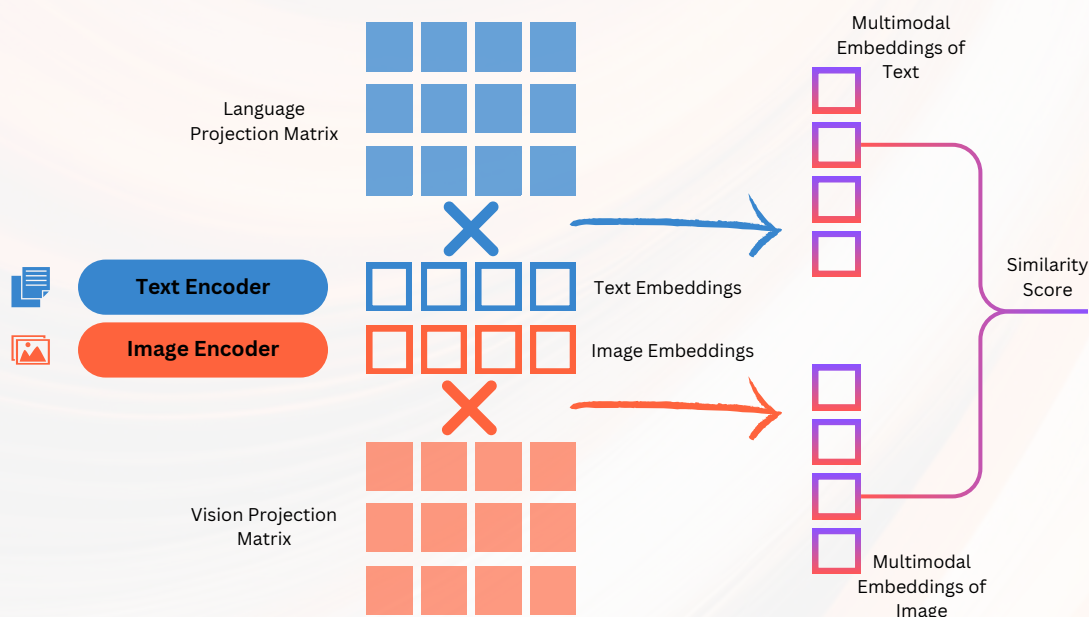 Multimodal
Embeddings of
Text
Language
Projection Matrix
Similarity
Score
Text Encoder
Text Embeddings
Image Encoder
Image Embeddings
Vision Projection
Matrix
Multimodal
Embeddings of
Image